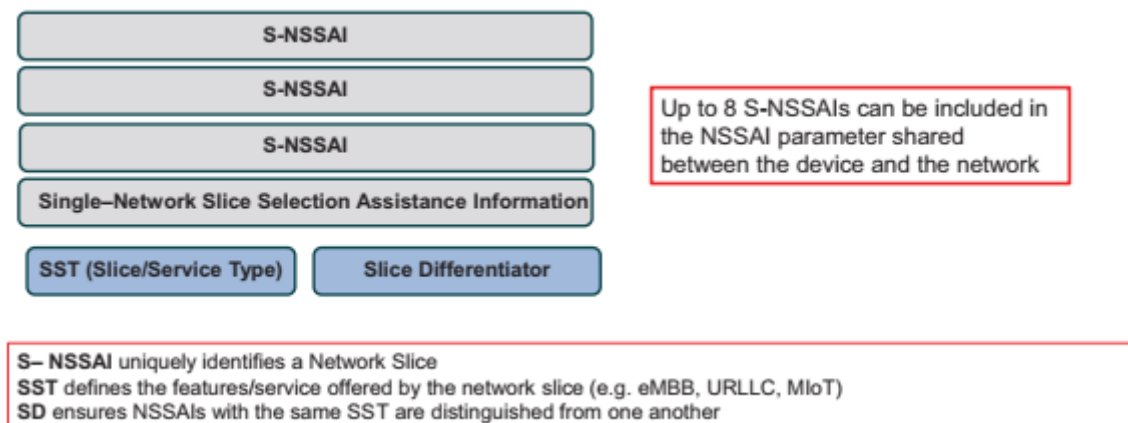 S-NSSAI
S-NSSAI
S-NSSAI
Single–Network Slice Selection Assistance Information
SST (Slice/Service Type)
Slice Differentiator
Up to 8 S-NSSAIs can be included in
the NSSAI parameter shared
between the device and the network
S– NSSAI uniquely identifies a Network Slice
SST defines the features/service offered by the network slice (e.g. eMBB, URLLC, MIoT)
SD ensures NSSAIs with the same SST are distinguished from one another